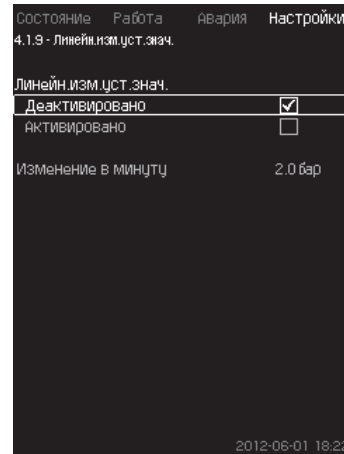 Состояние Работа Авария Настройки
4.1.9 - Линейн.изм.уст.знач.
Линейн.изм.уст.знач.
Деактивировано
Активировано
Изменение в минуту 2.0 бар
2012-06-01 18:22